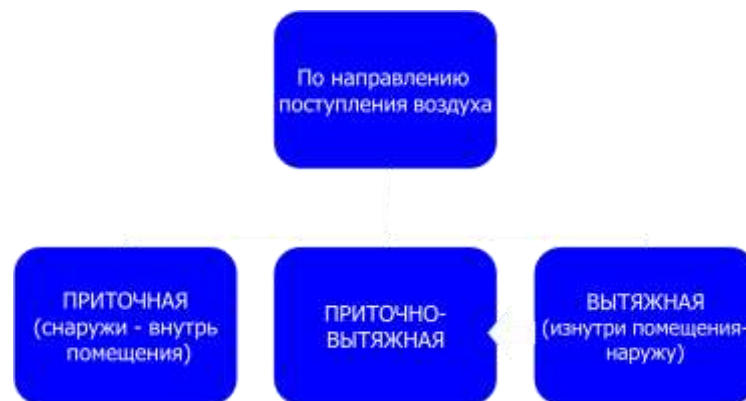 По направлению
поступления воздуха
ПРИТОЧНАЯ
(снаружи - внутрь
помещения)
ПРИТОЧНО-
ВЫТЯЖНАЯ
ВЫТЯЖНАЯ
(изнутри помещения-
наружу)